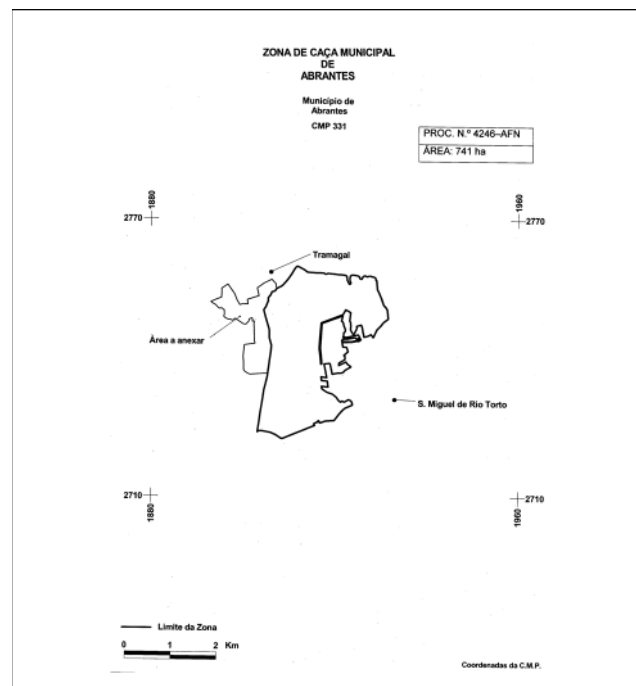 ZONA DE CAÇA MUNICIPAL
DE
ABRANTES
Município de
Abrantes
CMP 331
PROC. N.º 4246–AFN
ÁREA: 741 ha
1880
2770
1960
2770
Tramagal
Área a anexar
S. Miguel de Rio Torto
2710
1880
2710
1960
Limite da Zona
0 1 2 Km
Coordenadas da C.M.P.